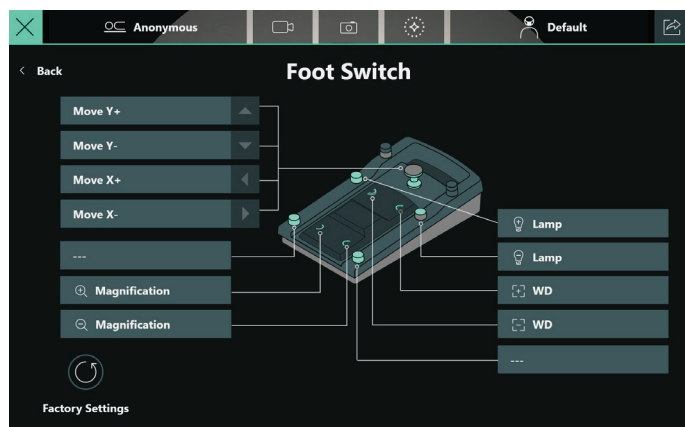 Anonymous
Default
Back
Foot Switch
Move Y+
Move Y-
Move X+
Move X-
---
Magnification
Magnification
Lamp
Lamp
WD
WD
---
Factory Settings